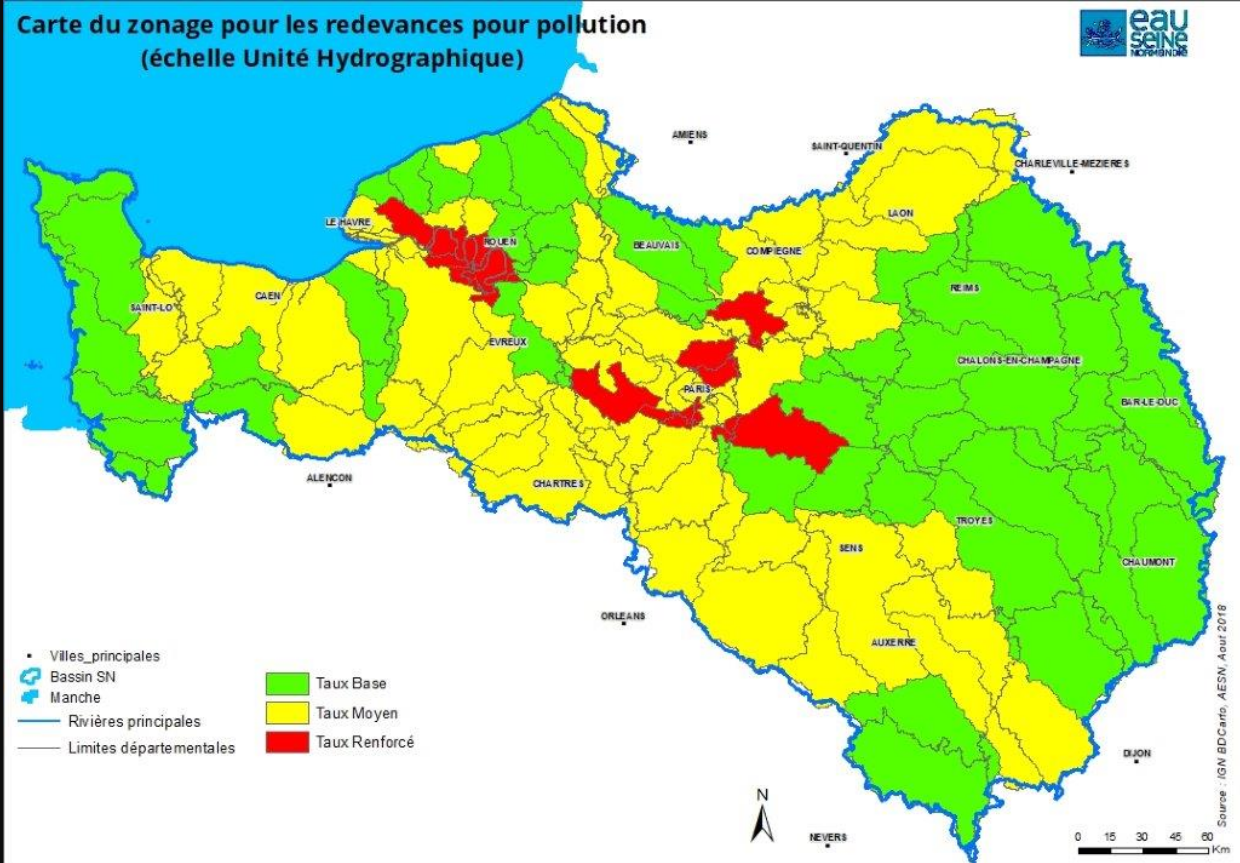 Carte du zonage pour les redevances pour pollution
(échelle Unité Hydrographique)
eau
SEINE
NORMANDIE
AMIENS
SAINT-QUENTIN
CHARLEVILLE-MEZIERES
LAON
LE HAVRE
ROUEN
BEAUVAIS
COMPIEGNE
REIMS
SAINT-LO
CAEN
EVREUX
CHALONS-EN-CHAMPAGNE
PARIS
BAR-LE-DUC
ALENCON
CHARTRES
TROYES
SENS
CHAUMONT
ORLEANS
AUXERRE
DIJON
NEVERS
Villes_principales
Bassin SN
Manche
Rivières principales
Limites départementales
Taux Base
Taux Moyen
Taux Renforcé
N
0 15 30 45 60
Km
Source : IGN BDCarto, AESN, Aout 2018